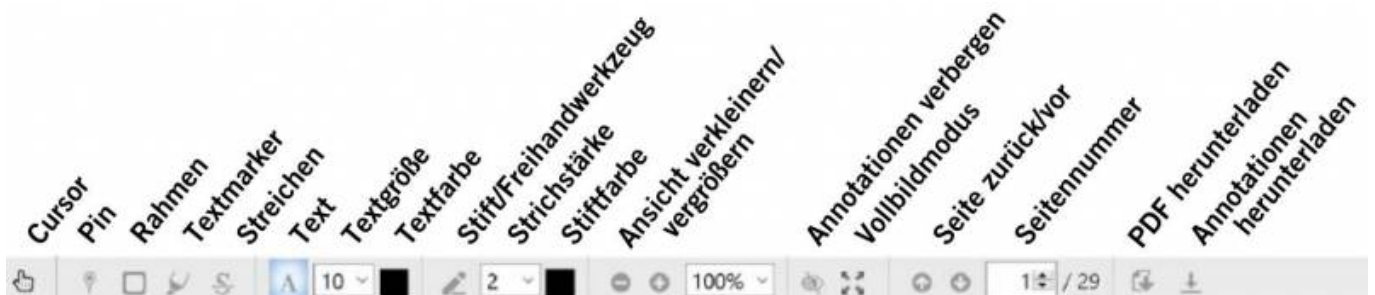 Cursor
Pin
Rahmen
Textmarker
Streichen
Text
Textgröße
Textfarbe
Stift/Freihandwerkzeug
Strichstärke
Stiftfarbe
Ansicht verkleinern/
vergrößern
Annotationen verbergen
Vollbildmodus
Seite zurück/vor
Seitennummer
PDF herunterladen
Annotationen
herunterladen
S A 10 2 100% 1 / 29